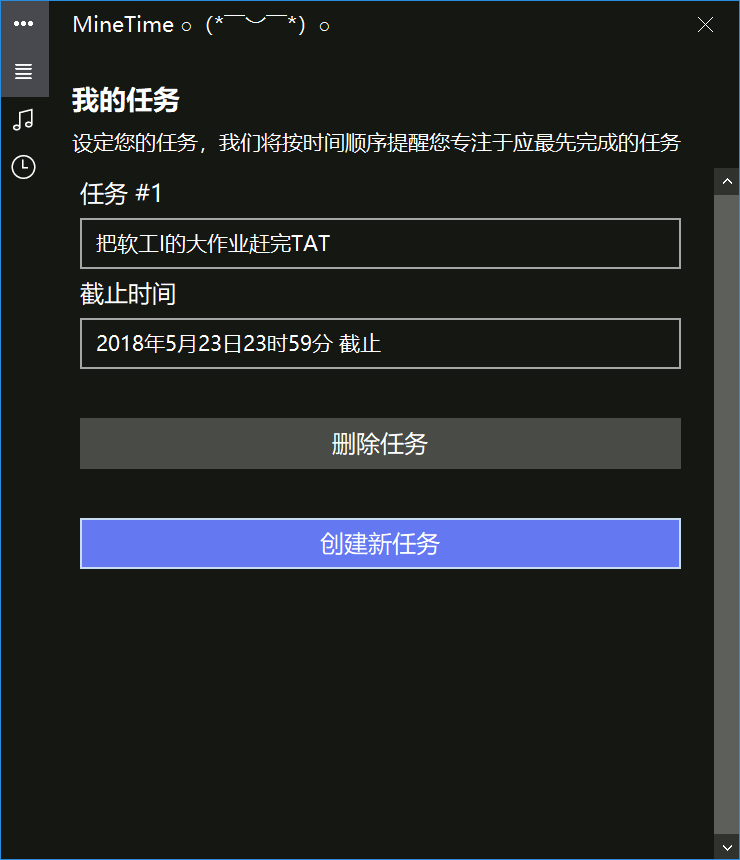 MineTime ○（*￣︶￣*）○
我的任务
设定您的任务，我们将按时间顺序提醒您专注于应最先完成的任务
任务 #1
把软工I的大作业赶完TAT
截止时间
2018年5月23日23时59分 截止
删除任务
创建新任务